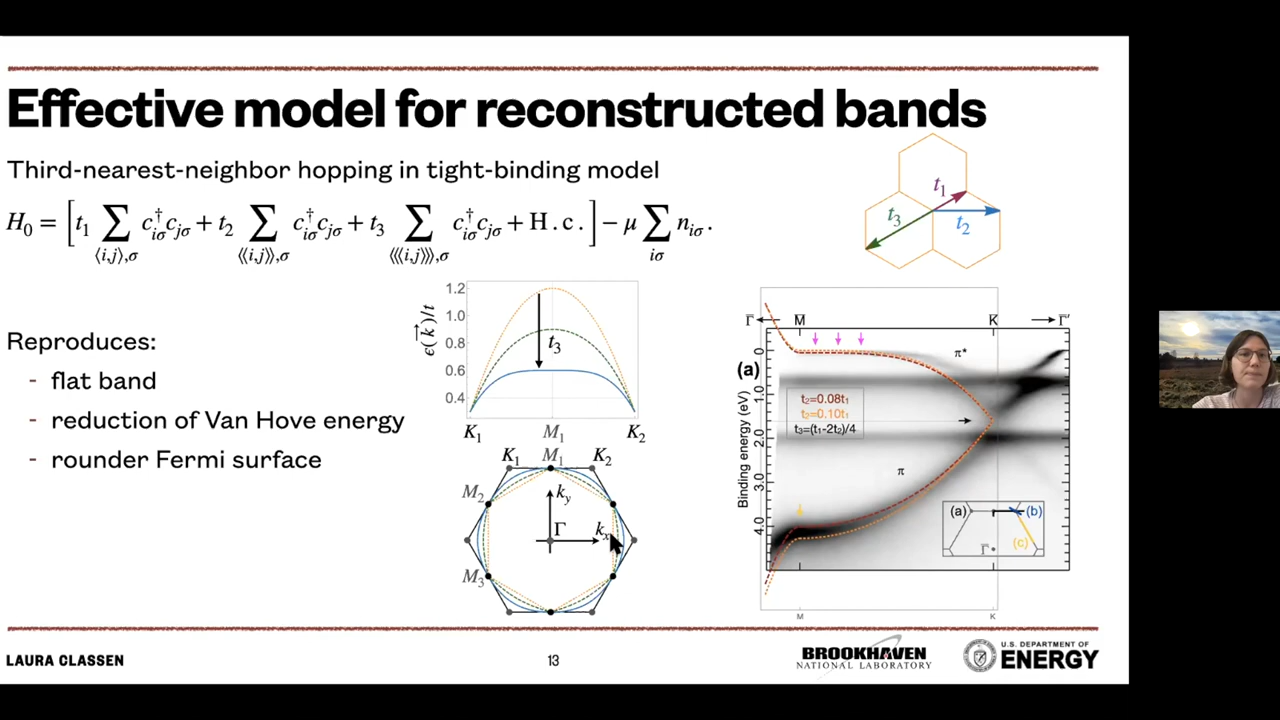 Effective model for reconstructed bands
Third-nearest-neighbor hopping in tight-binding model
H₀ = [t₁ ∑⟨i,j⟩,σ c†iσ cjσ + t₂ ∑⟨⟨i,j⟩⟩,σ c†iσ cjσ + t₃ ∑⟨⟨⟨i,j⟩⟩⟩,σ c†iσ cjσ + H.c.] − μ ∑iσ niσ.
t₁
t₃
t₂
Reproduces:
- flat band
- reduction of Van Hove energy
- rounder Fermi surface
ϵ(k⃗)/t
1.2
1.0
0.8
0.6
0.4
t₃
K₁ M₁ K₂
K₁ M₁ K₂
M₂
k_y
Γ k_x
M₃
Γ̄ M̄ K Γ̄′
(a)
π*
t₂=0.08t₁
t₂=0.10t₁
t₃=(t₁-2t₂)/4
π
Binding energy (eV)
0
1.0
2.0
3.0
4.0
(a) (b)
(c)
Γ̄
M K
LAURA CLASSEN
13
BROOKHAVEN
NATIONAL LABORATORY
U.S. DEPARTMENT OF
ENERGY